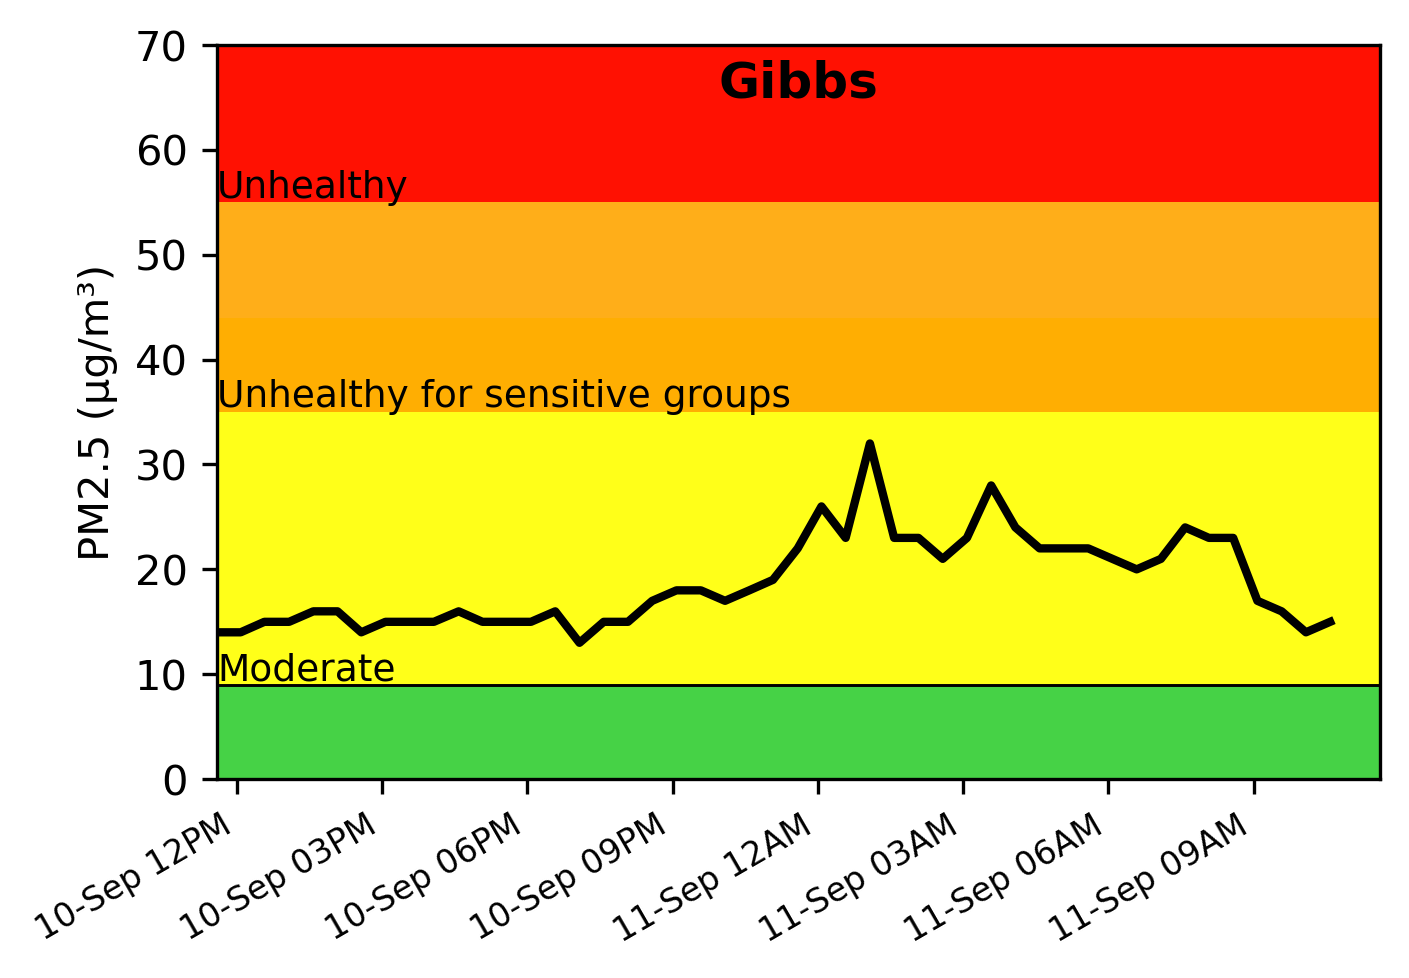 Gibbs
PM2.5 (µg/m³)
70
60
50
40
30
20
10
0
Unhealthy
Unhealthy for sensitive groups
Moderate
10-Sep 12PM
10-Sep 03PM
10-Sep 06PM
10-Sep 09PM
11-Sep 12AM
11-Sep 03AM
11-Sep 06AM
11-Sep 09AM